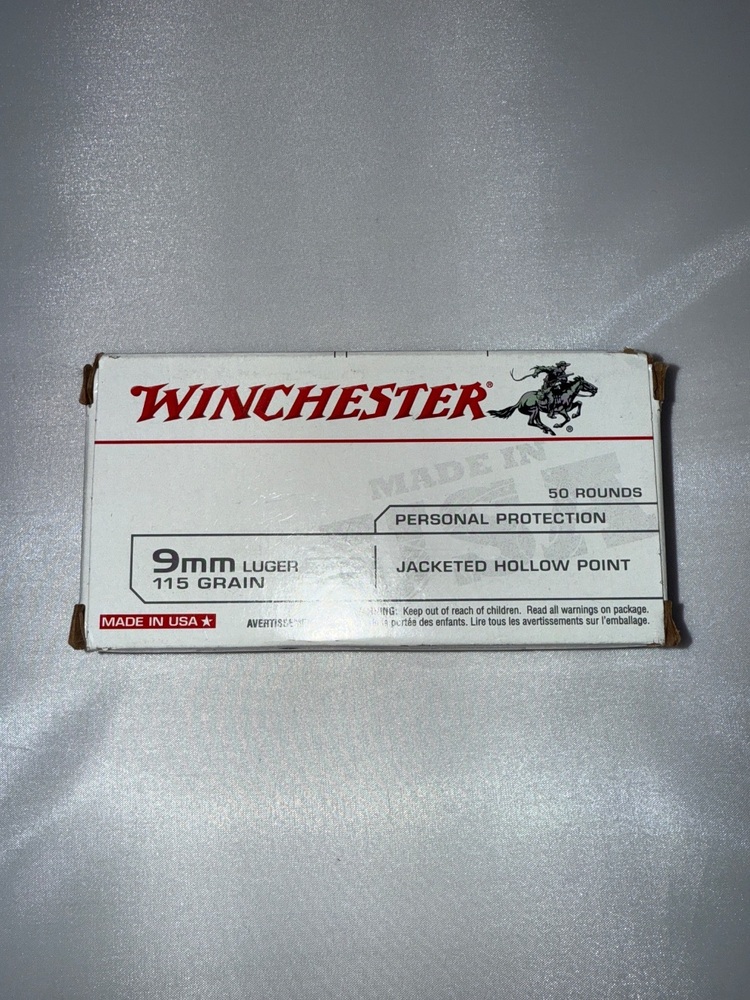 WINCHESTER®
®
MADE IN
USA
50 ROUNDS
PERSONAL PROTECTION
9mm LUGER
115 GRAIN
JACKETED HOLLOW POINT
MADE IN USA ★
Keep out of reach of children. Read all warnings on package.
portée des enfants. Lire tous les avertissements sur l'emballage.